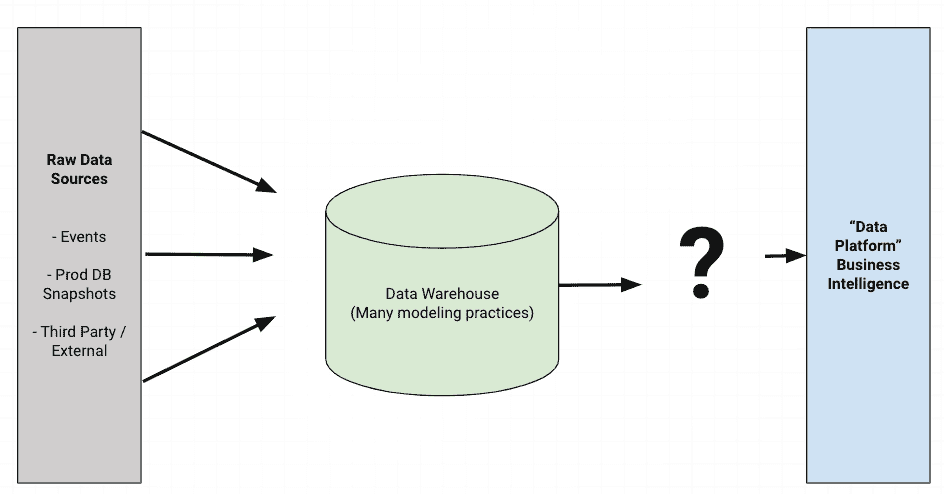 Raw Data
Sources
- Events
- Prod DB
Snapshots
- Third Party /
External
Data Warehouse
(Many modeling practices)
?
“Data
Platform”
Business
Intelligence